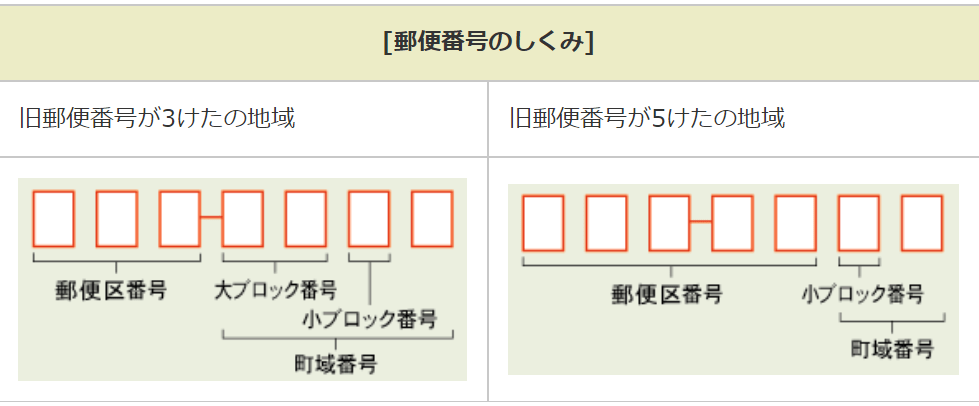 [郵便番号のしくみ]
旧郵便番号が3けたの地域
旧郵便番号が5けたの地域
郵便区番号
大ブロック番号
小ブロック番号
町域番号
郵便区番号
小ブロック番号
町域番号